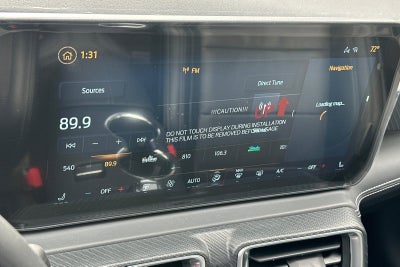 1:31
72°
FM
Navigation
Sources
Direct Tune
!!!CAUTION!!!
Loading map...
89.9
DO NOT TOUCH DISPLAY DURING INSTALLATION
THIS FILM IS TO BE REMOVED BEFORE USAGE
540
89.9
810
106.3
OFF
AUTO
A/C
OFF